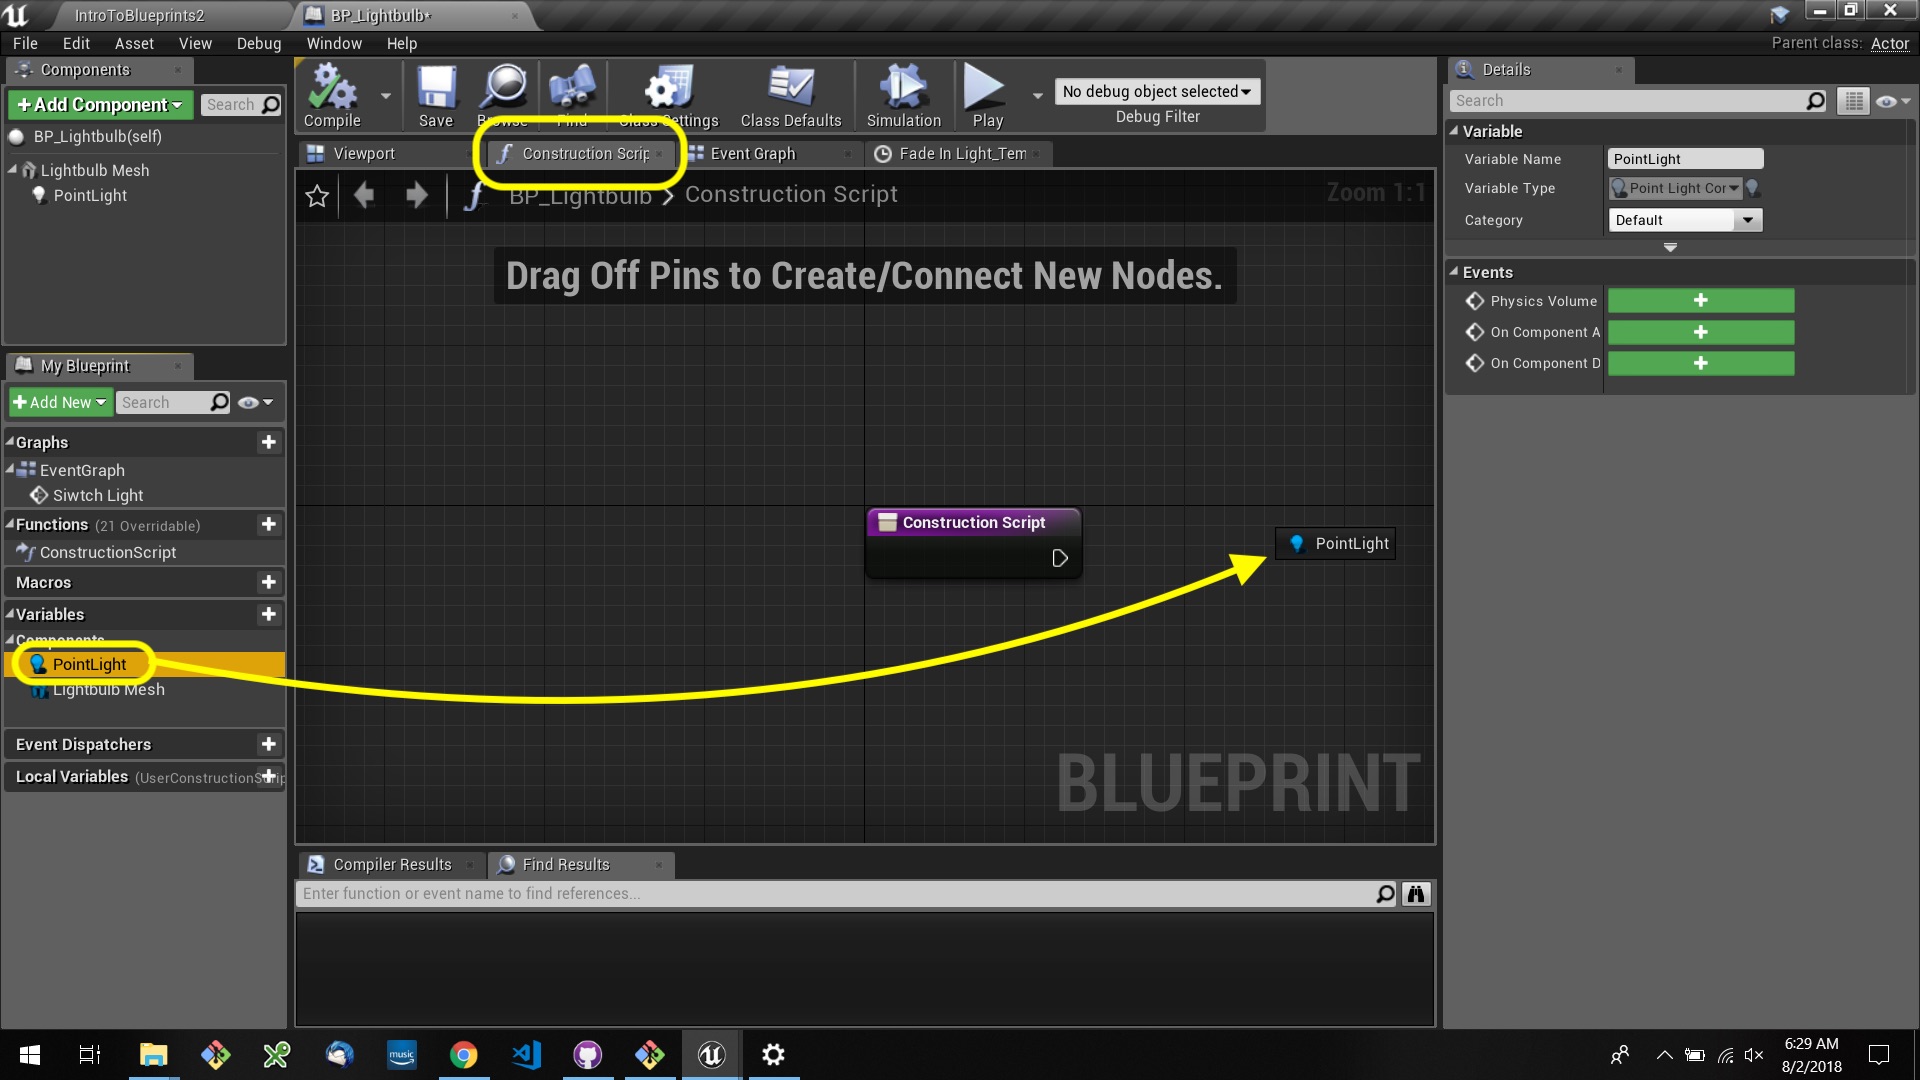 IntroToBlueprints2
BP_Lightbulb*
File Edit Asset View Debug Window Help
Parent class: Actor
Components
+Add Component
Search
BP_Lightbulb(self)
Lightbulb Mesh
PointLight
Compile
Save
Browse
Find
Class Settings
Class Defaults
Simulation
Play
No debug object selected
Debug Filter
Viewport
Construction Scrip
Event Graph
Fade In Light_Tem
BP_Lightbulb > Construction Script
Zoom 1:1
Drag Off Pins to Create/Connect New Nodes.
Construction Script
PointLight
BLUEPRINT
My Blueprint
+Add New
Search
Graphs
EventGraph
Siwtch Light
Functions (21 Overridable)
ConstructionScript
Macros
Variables
Components
PointLight
Lightbulb Mesh
Event Dispatchers
Local Variables (UserConstructionScrip
Compiler Results
Find Results
Enter function or event name to find references...
Details
Search
Variable
Variable Name PointLight
Variable Type Point Light Cor
Category Default
Events
Physics Volume
On Component A
On Component D
music
6:29 AM
8/2/2018